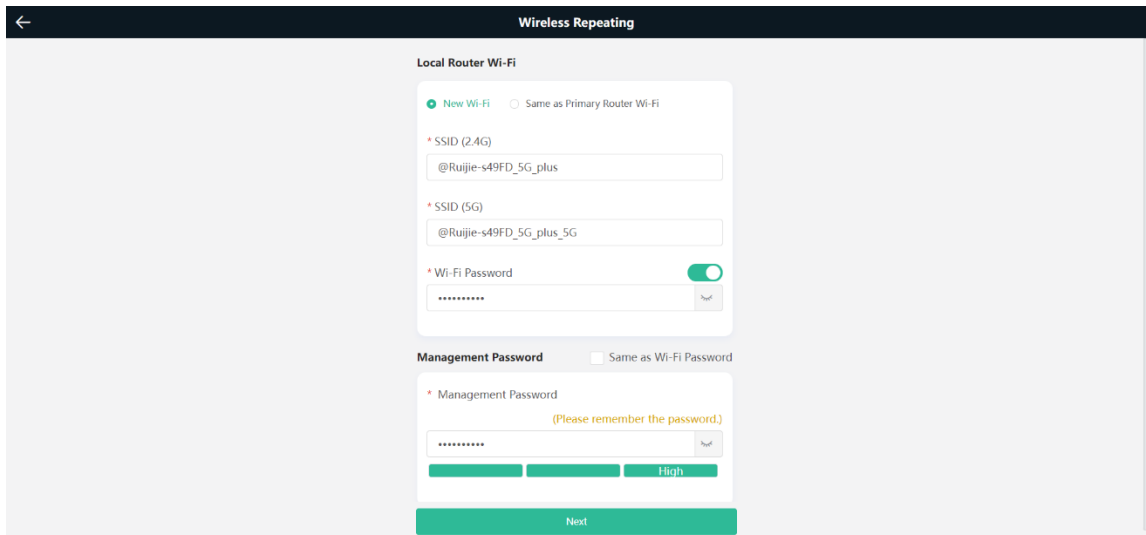 Wireless Repeating
Local Router Wi-Fi
New Wi-Fi Same as Primary Router Wi-Fi
* SSID (2.4G)
@Ruijie-s49FD_5G_plus
* SSID (5G)
@Ruijie-s49FD_5G_plus_5G
* Wi-Fi Password
••••••••••
Management Password Same as Wi-Fi Password
* Management Password
(Please remember the password.)
••••••••••
High
Next